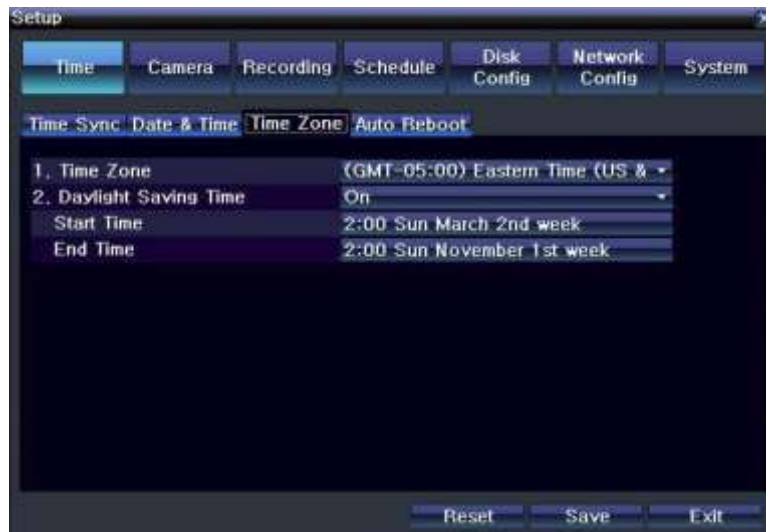 Setup
Time Camera Recording Schedule Disk Config Network Config System
Time Sync Date & Time Time Zone Auto Reboot
1. Time Zone (GMT-05:00) Eastern Time (US &
2. Daylight Saving Time On
Start Time 2:00 Sun March 2nd week
End Time 2:00 Sun November 1st week
Reset Save Exit